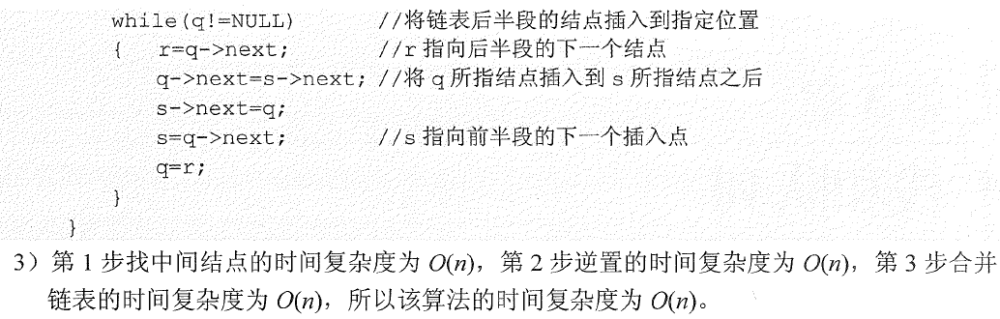 while(q!=NULL) //将链表后半段的结点插入到指定位置
{ r=q->next; //r 指向后半段的下一个结点
q->next=s->next; //将 q 所指结点插入到 s 所指结点之后
s->next=q;
s=q->next; //s 指向前半段的下一个插入点
q=r;
}
}
3）第 1 步找中间结点的时间复杂度为 O(n)，第 2 步逆置的时间复杂度为 O(n)，第 3 步合并
链表的时间复杂度为 O(n)，所以该算法的时间复杂度为 O(n)。